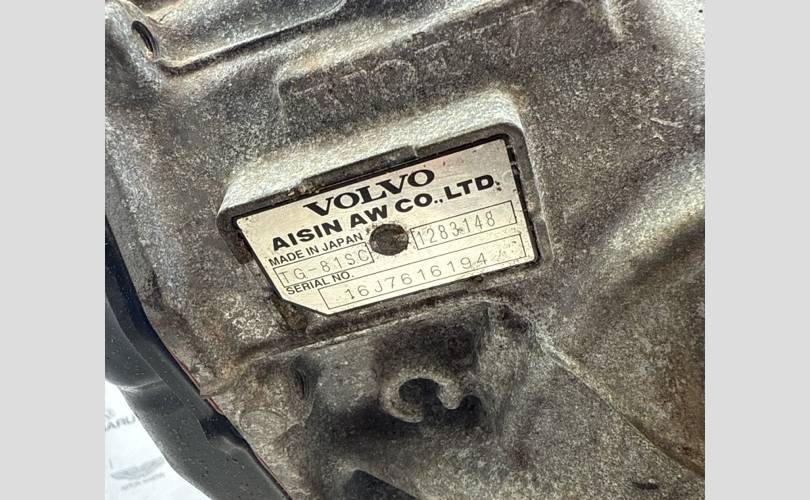 VOLVO
AISIN AW CO.,LTD.
MADE IN JAPAN
TG-81SC 1283148
SERIAL NO.
16J7616194